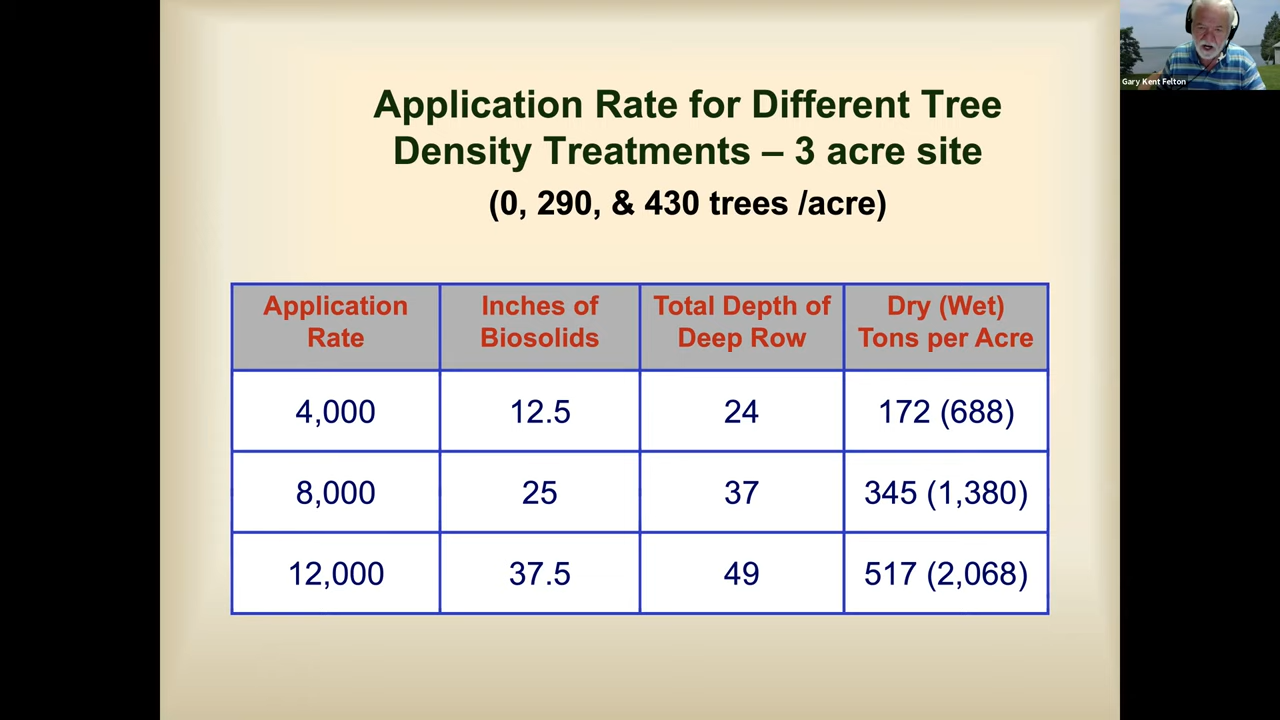 Application Rate for Different Tree
Density Treatments – 3 acre site
(0, 290, & 430 trees /acre)
Application Rate
Inches of Biosolids
Total Depth of Deep Row
Dry (Wet) Tons per Acre
4,000 12.5 24 172 (688)
8,000 25 37 345 (1,380)
12,000 37.5 49 517 (2,068)
Gary Kent Felton